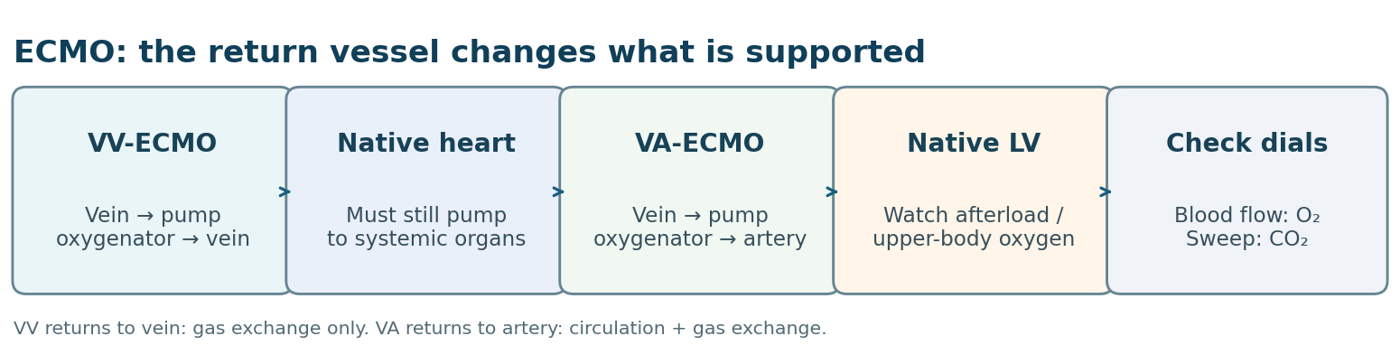 ECMO: the return vessel changes what is supported
VV-ECMO
Vein → pump
oxygenator → vein
Native heart
Must still pump
to systemic organs
VA-ECMO
Vein → pump
oxygenator → artery
Native LV
Watch afterload /
upper-body oxygen
Check dials
Blood flow: O₂
Sweep: CO₂
VV returns to vein: gas exchange only. VA returns to artery: circulation + gas exchange.